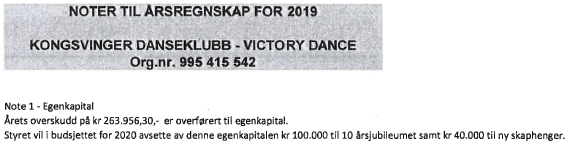 NOTER TIL ÅRSREGNSKAP FOR 2019
KONGSVINGER DANSEKLUBB - VICTORY DANCE
Org.nr. 995 415 542
Note 1 - Egenkapital
Årets overskudd på kr 263.956,30,- er overført til egenkapital.
Styret vil i budsjettet for 2020 avsette av denne egenkapitalen kr 100.000 til 10 årsjubileumet samt kr 40.000 til ny skaphenger.